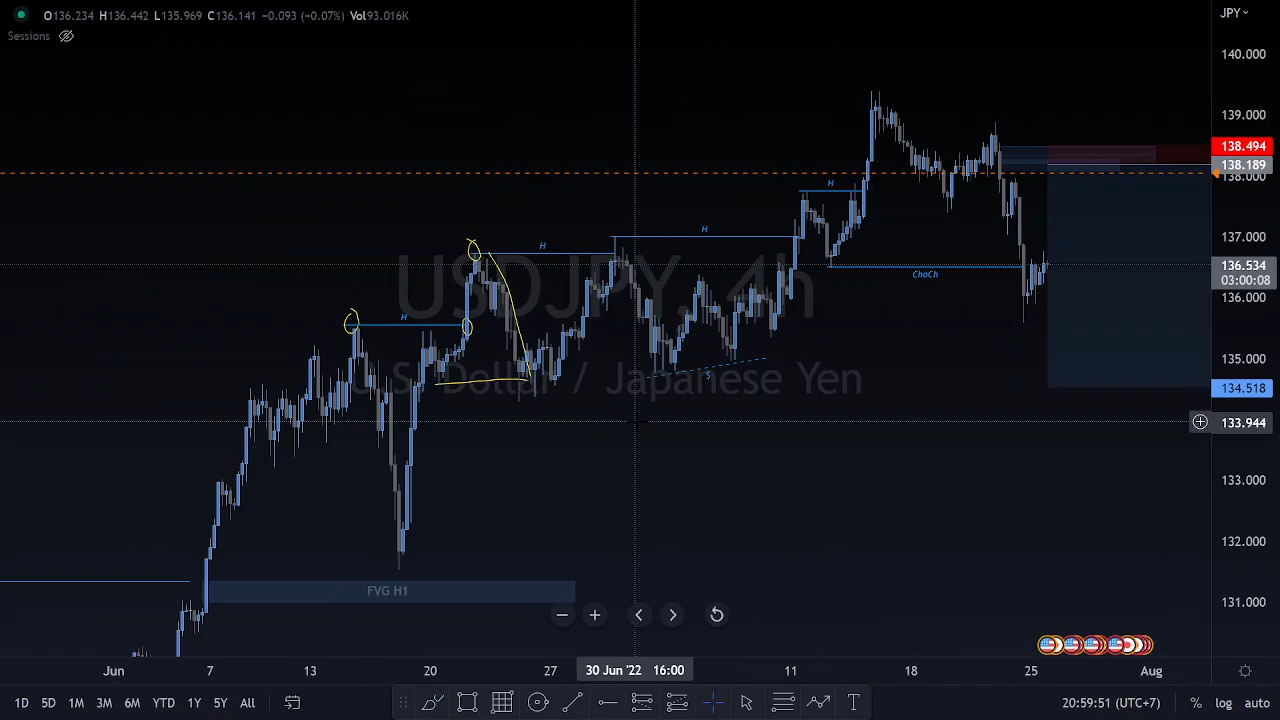 O136.234 H136.442 L135.969 C136.141 −0.093 (−0.07%) Vol93.016K
JPY
Sessions
140.000
139.000
138.494
138.189
138.000
H
H
H
137.000
H
136.534
03:00:08
ChoCh
136.000
USDJPY, 4h
U.S. Dollar / Japanese Yen
135.000
$
134.518
133.944
133.000
132.000
FVG H1
131.000
Jun 7 13 20 27 30 Jun '22 16:00 11 18 25 Aug
1D 5D 1M 3M 6M YTD 1Y 5Y All
T
20:59:51 (UTC+7) % log auto